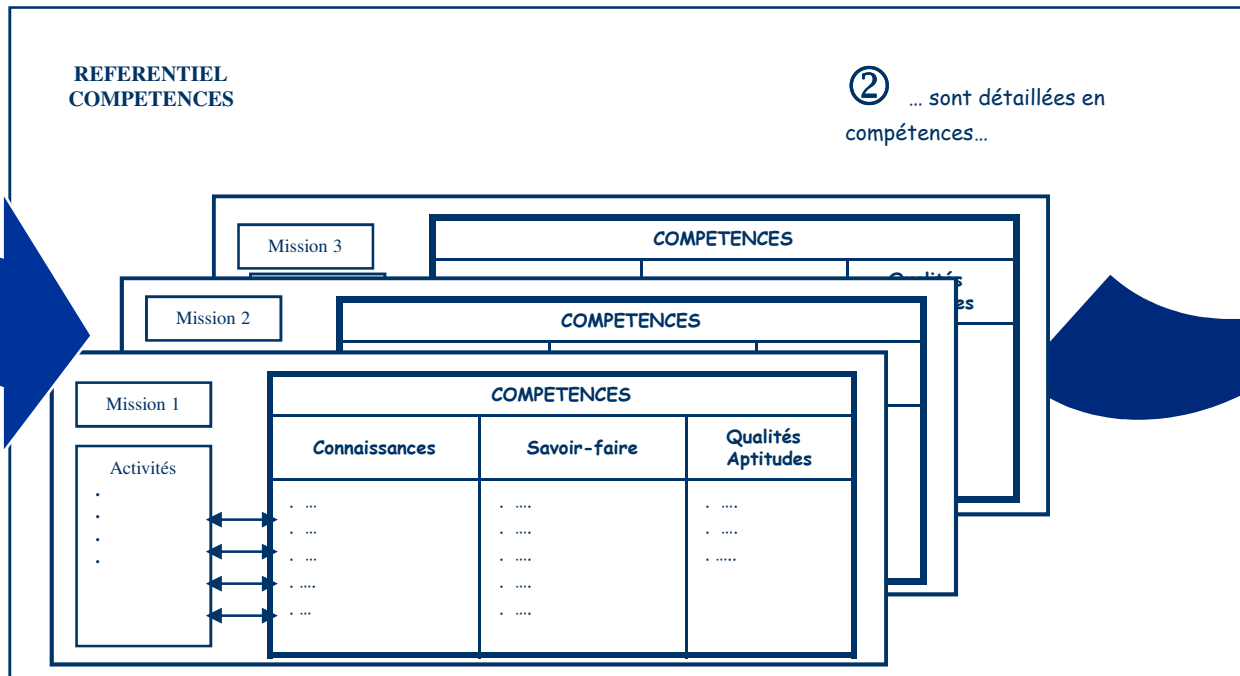 REFERENTIEL
COMPETENCES
② … sont détaillées en
compétences…
Mission 3
COMPETENCES
Qualités
Mission 2
COMPETENCES
Mission 1
COMPETENCES
Connaissances
Savoir-faire
Qualités
Aptitudes
Activités
.
.
.
.
. …
. …
. …
. ….
. …
. ….
. ….
. ….
. ….
. ….
. ….
. ….
. …..